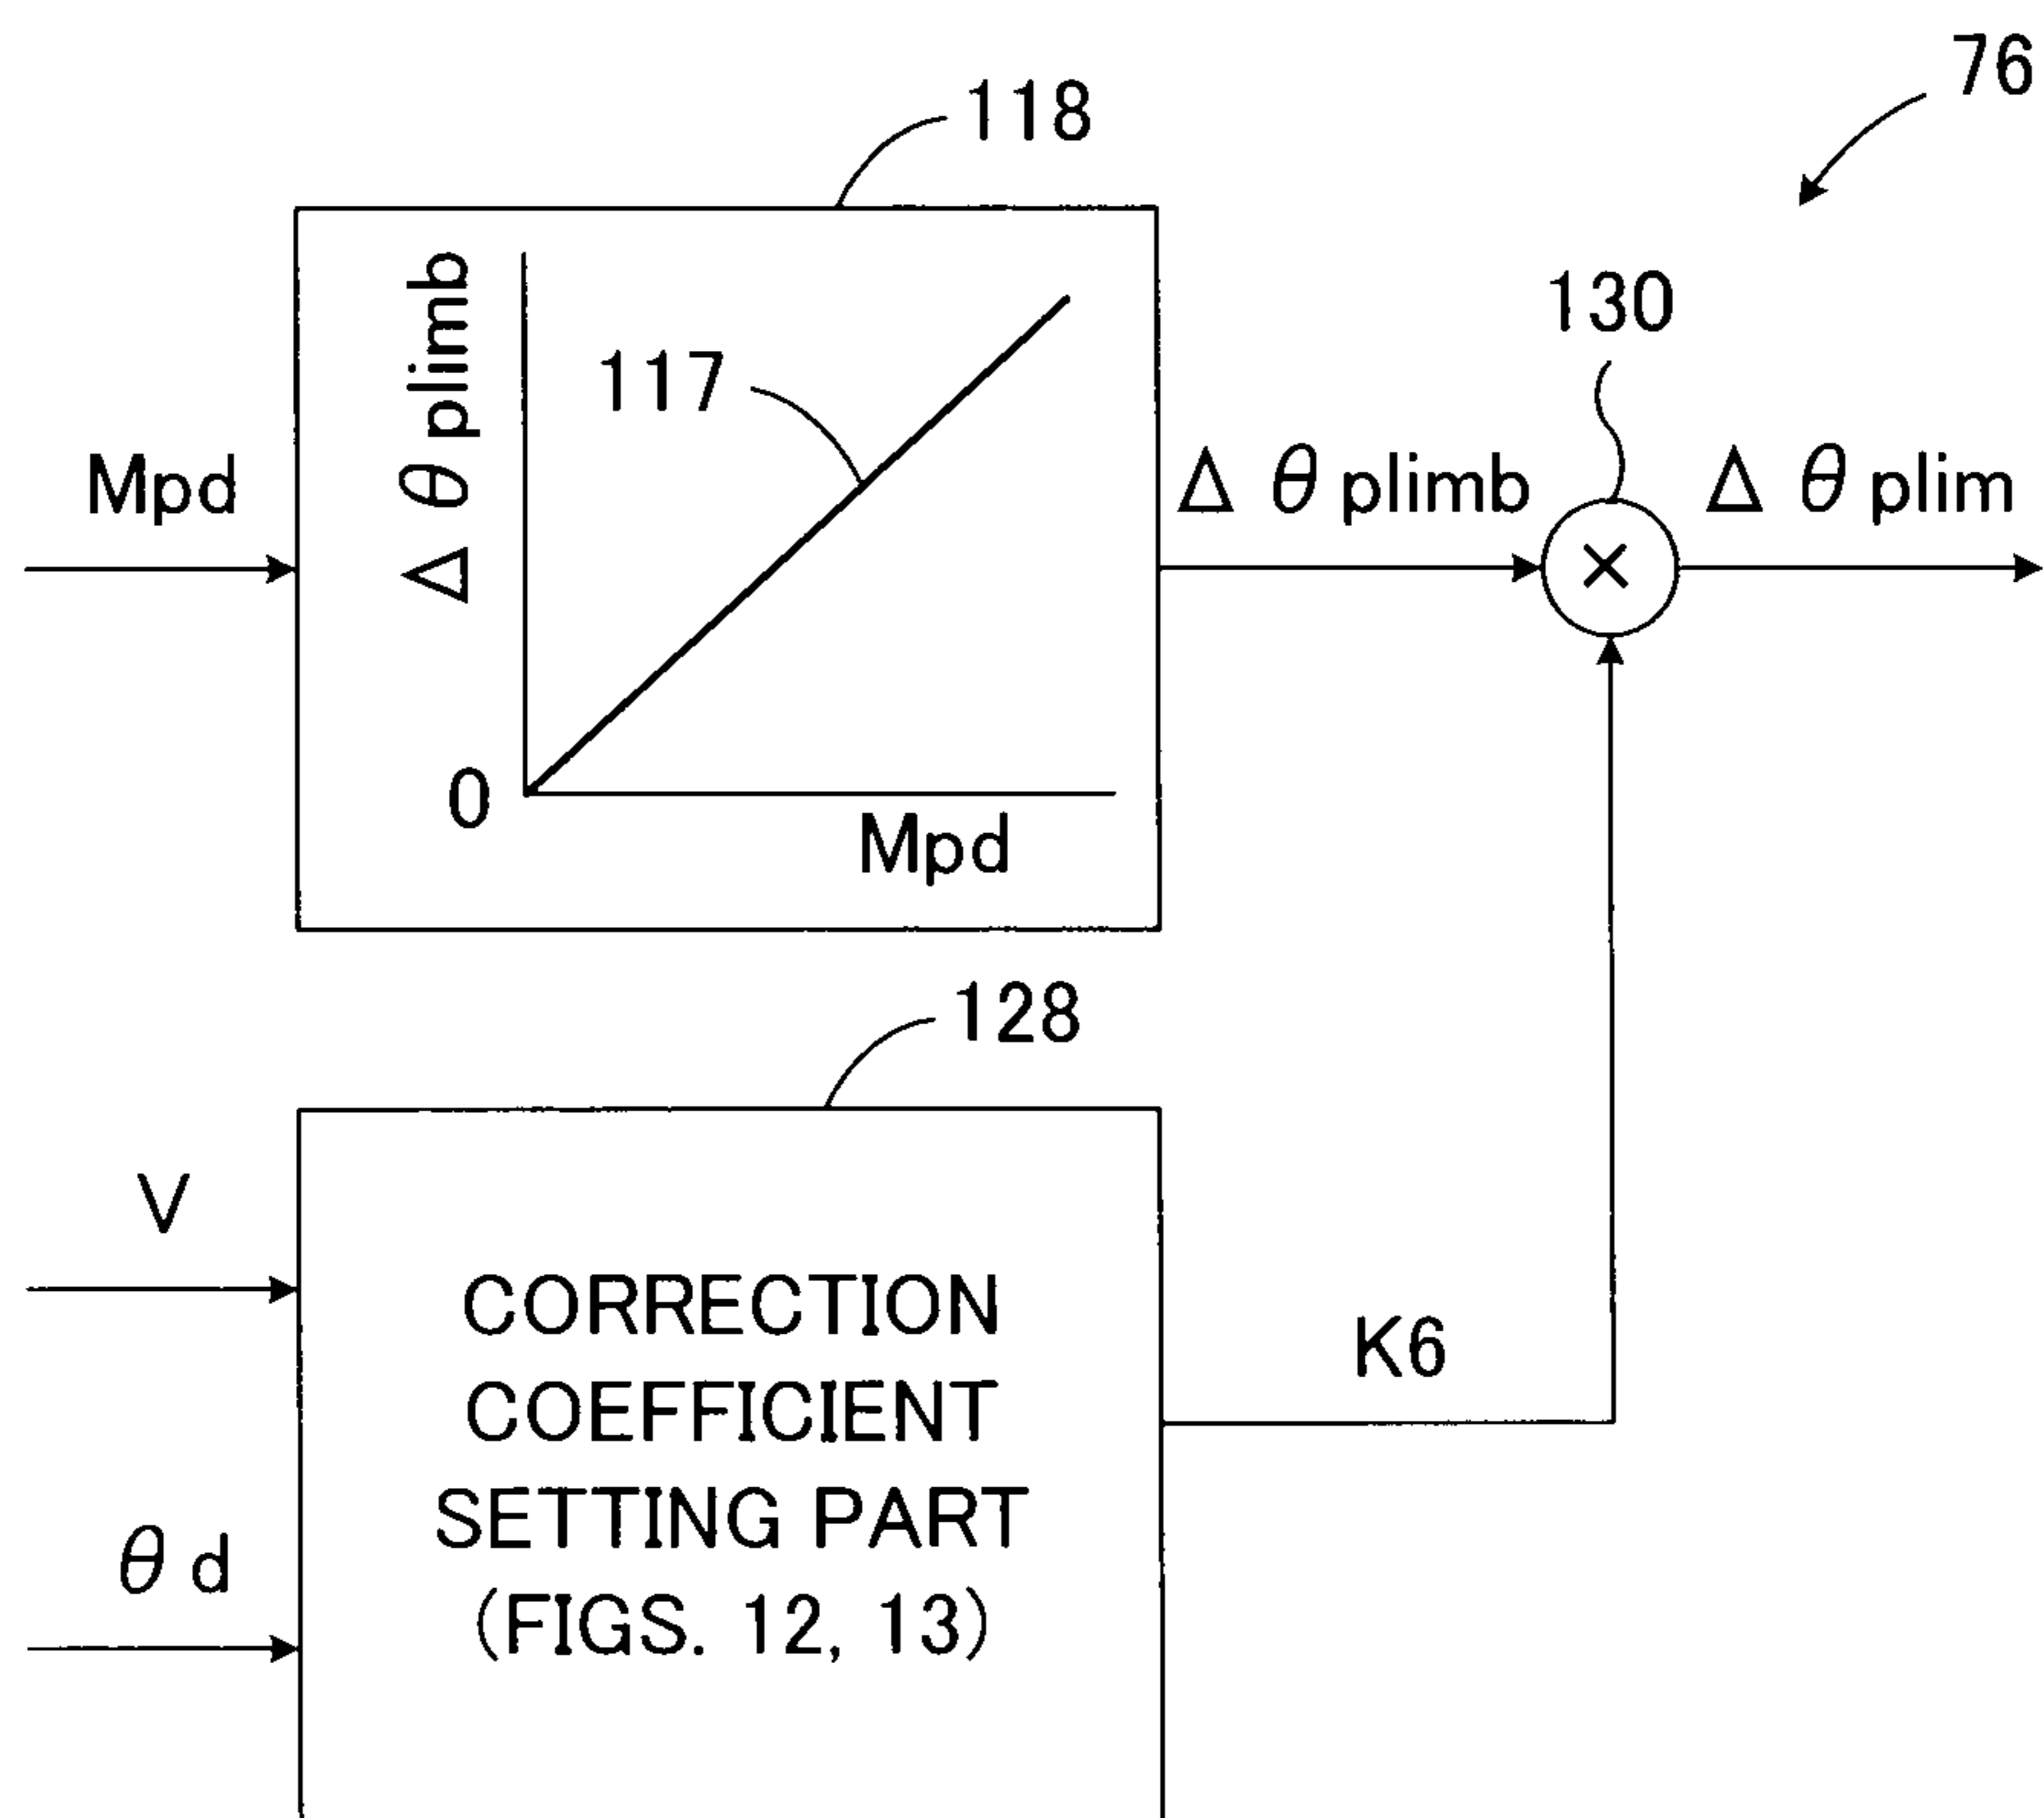 76
118
Δ θ plimb
117
130
Mpd
Δ θ plimb
×
Δ θ plim
0
Mpd
128
V
CORRECTION
COEFFICIENT
SETTING PART
(FIGS. 12, 13)
K6
θ d